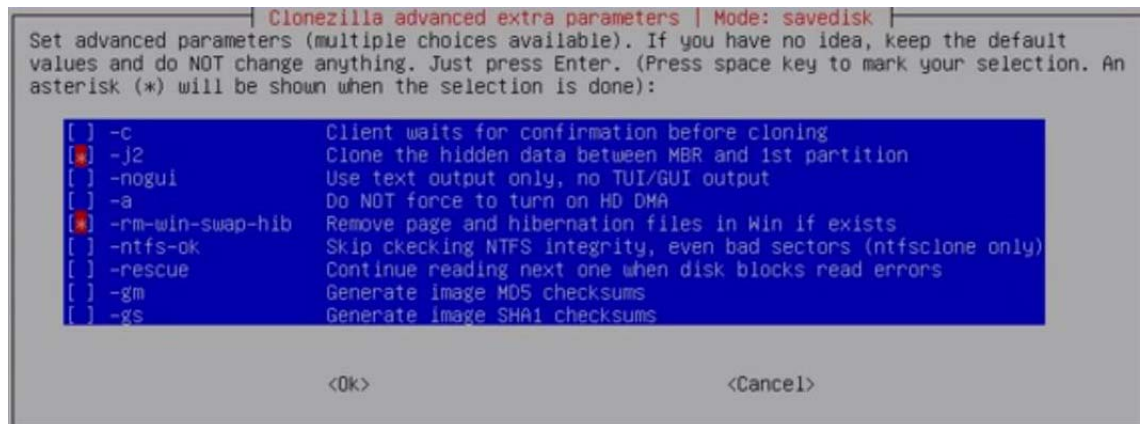 Clonezilla advanced extra parameters | Mode: savedisk
Set advanced parameters (multiple choices available). If you have no idea, keep the default
values and do NOT change anything. Just press Enter. (Press space key to mark your selection. An
asterisk (*) will be shown when the selection is done):
[ ] -c Client waits for confirmation before cloning
[*] -j2 Clone the hidden data between MBR and 1st partition
[ ] -nogui Use text output only, no TUI/GUI output
[ ] -a Do NOT force to turn on HD DMA
[*] -rm-win-swap-hib Remove page and hibernation files in Win if exists
[ ] -ntfs-ok Skip ckecking NTFS integrity, even bad sectors (ntfsclone only)
[ ] -rescue Continue reading next one when disk blocks read errors
[ ] -gm Generate image MD5 checksums
[ ] -gs Generate image SHA1 checksums
<Ok> <Cancel>